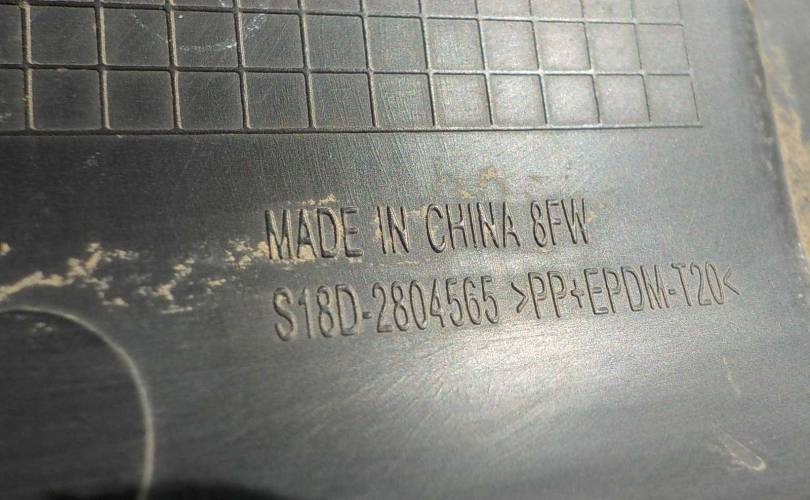 MADE IN CHINA 8FW
S18D-2804565 >PP+EPDM-T20<